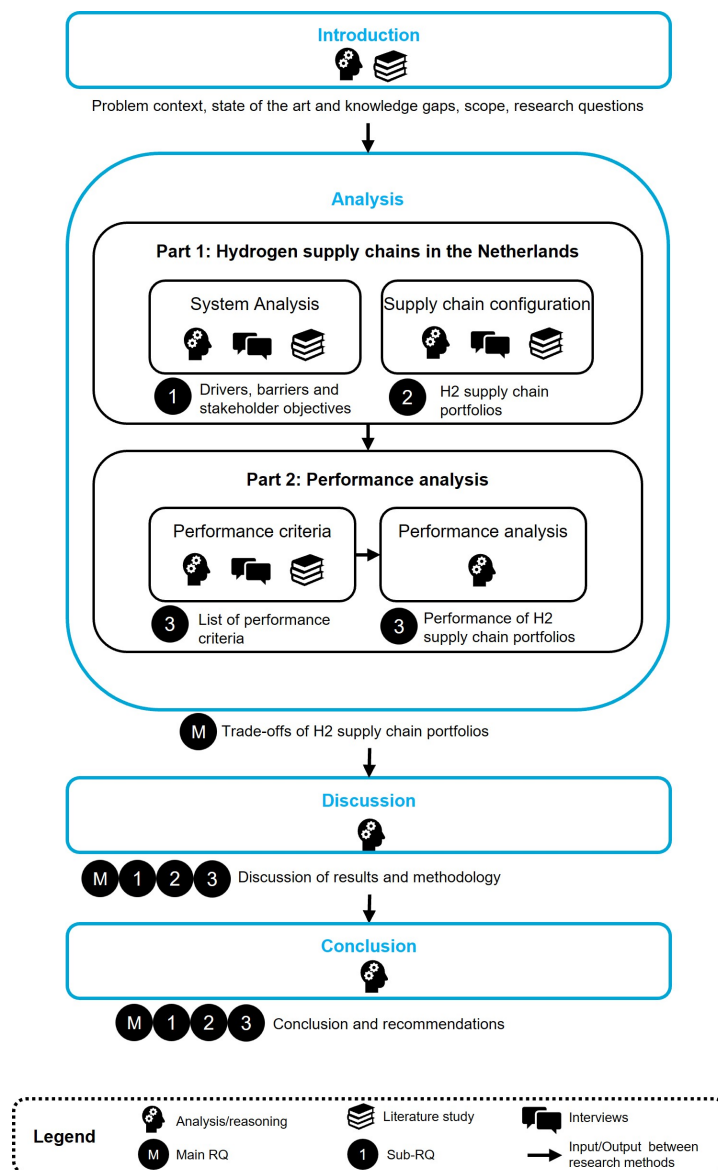 Introduction
Problem context, state of the art and knowledge gaps, scope, research questions
Analysis
Part 1: Hydrogen supply chains in the Netherlands
System Analysis
Supply chain configuration
1
Drivers, barriers and
stakeholder objectives
2
H2 supply chain
portfolios
Part 2: Performance analysis
Performance criteria
Performance analysis
3
List of performance
criteria
3
Performance of H2
supply chain portfolios
M
Trade-offs of H2 supply chain portfolios
Discussion
M 1 2 3
Discussion of results and methodology
Conclusion
M 1 2 3
Conclusion and recommendations
Legend
Analysis/reasoning
Literature study
Interviews
M
Main RQ
1
Sub-RQ
Input/Output between
research methods